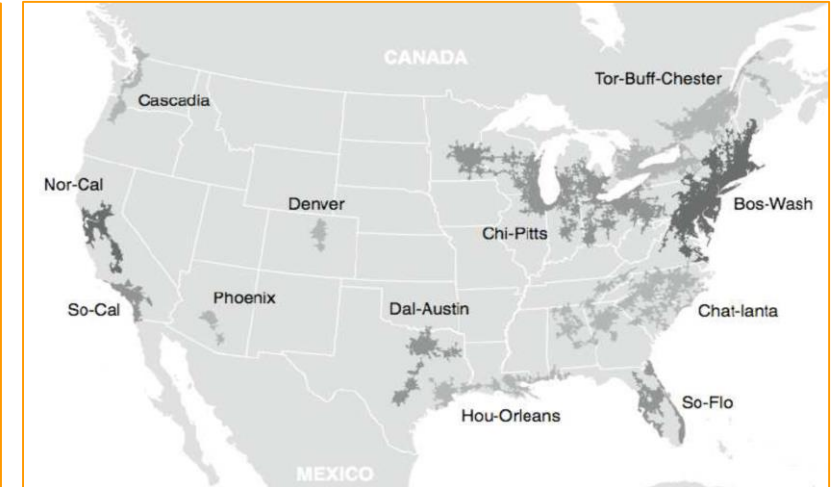 CANADA
Tor-Buff-Chester
Cascadia
Nor-Cal
Denver
Bos-Wash
Chi-Pitts
Phoenix
So-Cal
Dal-Austin
Chat-lanta
So-Flo
Hou-Orleans
MEXICO